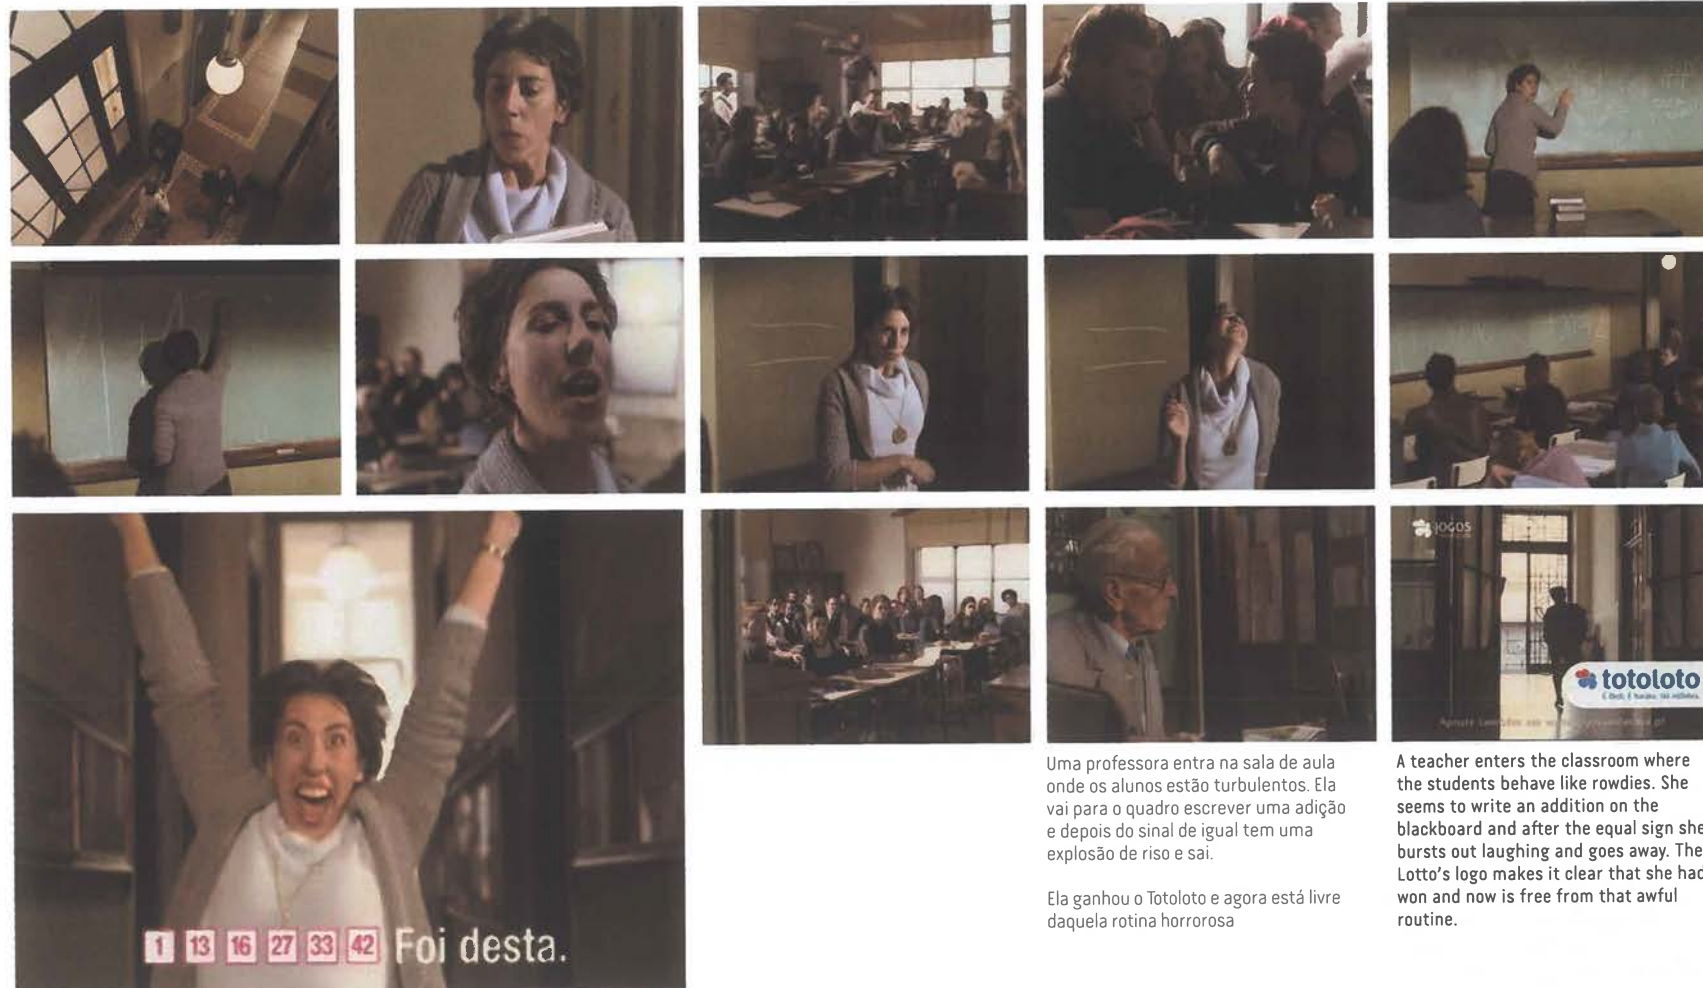 1 13 16 27 33 42 Foi desta.
JOGOS
totoloto
Uma professora entra na sala de aula
onde os alunos estão turbulentos. Ela
vai para o quadro escrever uma adição
e depois do sinal de igual tem uma
explosão de riso e sai.
Ela ganhou o Totoloto e agora está livre
daquela rotina horrorosa
A teacher enters the classroom where
the students behave like rowdies. She
seems to write an addition on the
blackboard and after the equal sign she
bursts out laughing and goes away. The
Lotto's logo makes it clear that she had
won and now is free from that awful
routine.